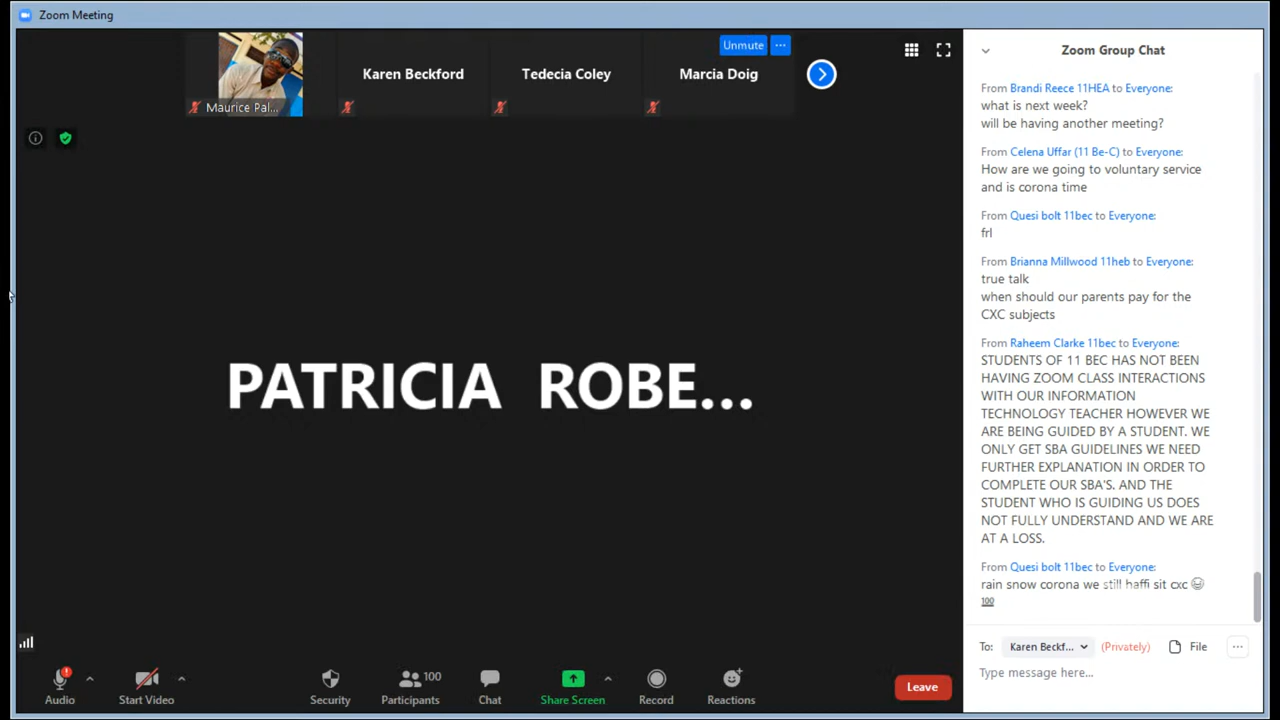 Zoom Meeting
Maurice Pal...
Karen Beckford
Tedecia Coley
Unmute ...
Marcia Doig
PATRICIA ROBE...
Zoom Group Chat
From Brandi Reece 11HEA to Everyone:
what is next week?
will be having another meeting?
From Celena Uffar (11 Be-C) to Everyone:
How are we going to voluntary service
and is corona time
From Quesi bolt 11bec to Everyone:
frl
From Brianna Millwood 11heb to Everyone:
true talk
when should our parents pay for the
CXC subjects
From Raheem Clarke 11bec to Everyone:
STUDENTS OF 11 BEC HAS NOT BEEN
HAVING ZOOM CLASS INTERACTIONS
WITH OUR INFORMATION
TECHNOLOGY TEACHER HOWEVER WE
ARE BEING GUIDED BY A STUDENT. WE
ONLY GET SBA GUIDELINES WE NEED
FURTHER EXPLANATION IN ORDER TO
COMPLETE OUR SBA'S. AND THE
STUDENT WHO IS GUIDING US DOES
NOT FULLY UNDERSTAND AND WE ARE
AT A LOSS.
From Quesi bolt 11bec to Everyone:
rain snow corona we still haffi sit cxc 😂
💯
To: Karen Beckf... (Privately) File ...
Type message here...
Audio
Start Video
Security
Participants 100
Chat
Share Screen
Record
Reactions
Leave